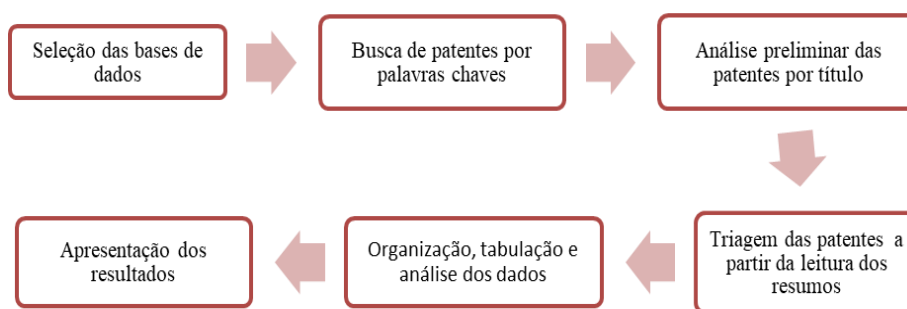 Seleção das bases de
dados
Busca de patentes por
palavras chaves
Análise preliminar das
patentes por título
Triagem das patentes a
partir da leitura dos
resumos
Organização, tabulação e
análise dos dados
Apresentação dos
resultados